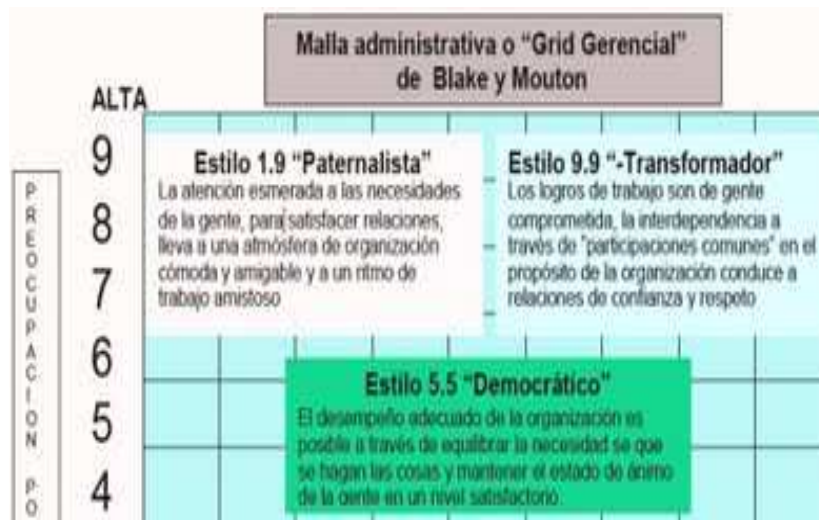 Malla administrativa o “Grid Gerencial”
de Blake y Mouton
ALTA
9
8
7
6
5
4
PREOCUPACION PO
Estilo 1.9 “Paternalista”
La atención esmerada a las necesidades
de la gente, para satisfacer relaciones,
lleva a una atmósfera de organización
cómoda y amigable y a un ritmo de
trabajo amistoso
Estilo 9.9 “-Transformador”
Los logros de trabajo son de gente
comprometida, la interdependencia a
través de "participaciones comunes" en el
propósito de la organización conduce a
relaciones de confianza y respeto
Estilo 5.5 “Democrático”
El desempeño adecuado de la organización es
posible a través de equilibrar la necesidad se que
se hagan las cosas y mantener el estado de ánimo
de la gente en un nivel satisfactorio.